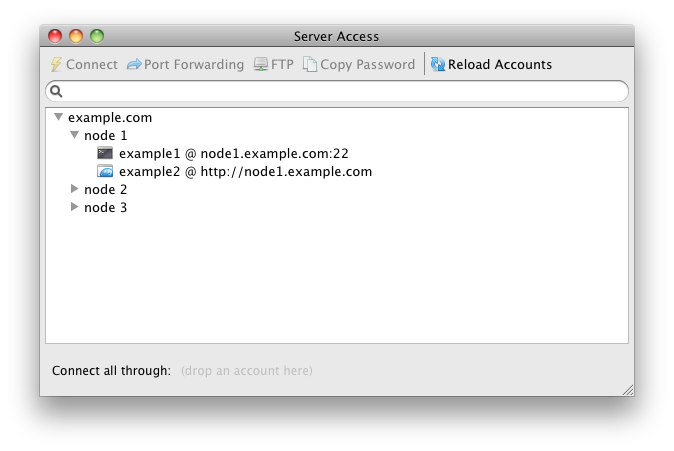 Server Access
Connect Port Forwarding FTP Copy Password Reload Accounts
example.com
node 1
example1 @ node1.example.com:22
example2 @ http://node1.example.com
node 2
node 3
Connect all through: (drop an account here)